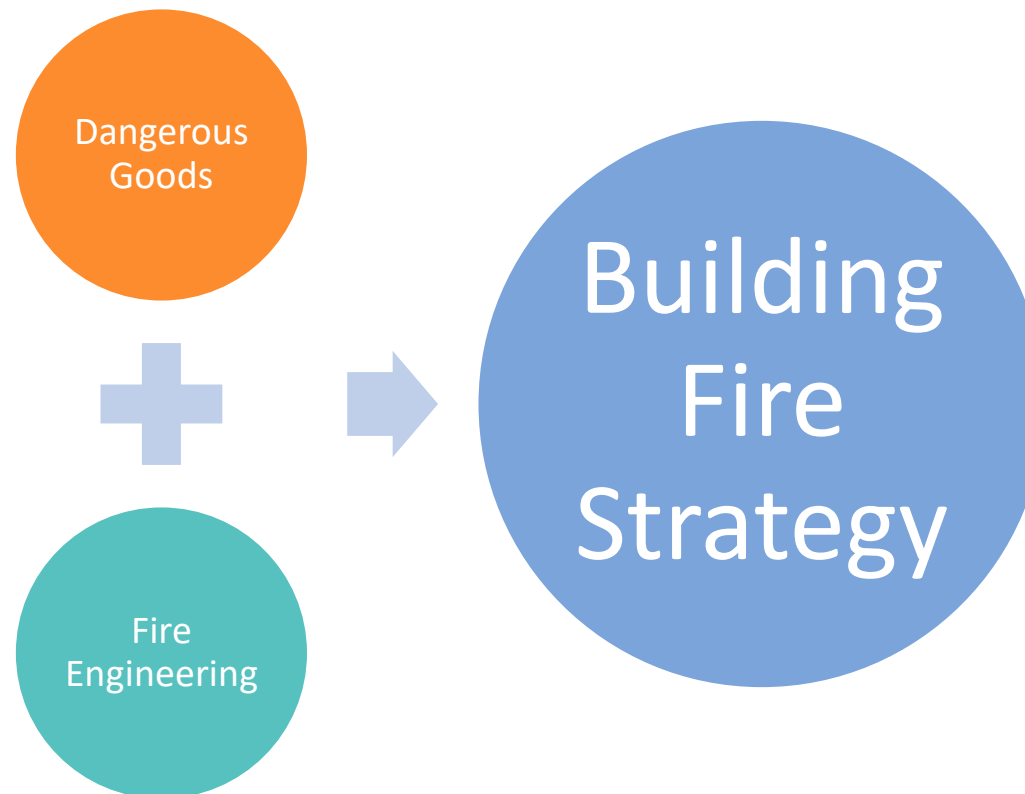 Dangerous
Goods
Fire
Engineering
Building
Fire
Strategy